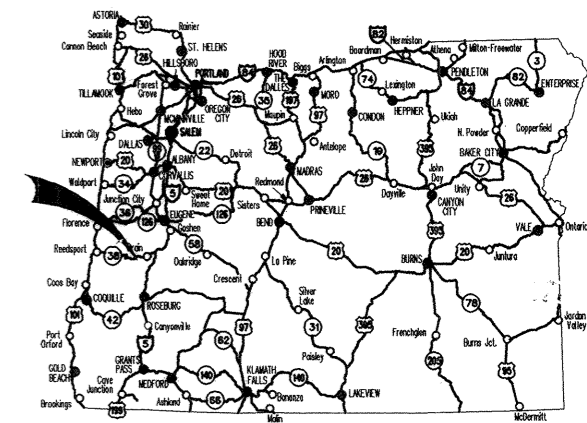 ASTORIA
30
Rainier
Seaside
Cannon Beach
26
ST. HELENS
HILLSBORO
101
PORTLAND
84
HOOD RIVER
THE DALLES
Biggs
Arlington
Boardman
82
Hermiston
Athena
Milton-Freewater
PENDLETON
3
82
ENTERPRISE
84
LA GRANDE
TILLAMOOK
Forest Grove
OREGON CITY
26
35
197
MORO
97
74
Lexington
HEPPNER
CONDON
Ukiah
Hebo
McMINNVILLE
SALEM
Maupin
Antelope
N. Powder
Copperfield
Lincoln City
DALLAS
99
22
Detroit
26
MADRAS
19
395
John Day
BAKER CITY
7
NEWPORT
20
ALBANY
CORVALLIS
Waldport
34
5
Sweet Home
20
Redmond
Sisters
26
PRINEVILLE
Dayville
Unity
26
CANYON CITY
Junction City
36
126
EUGENE
126
Florence
Goshen
BEND
395
VALE
Ontario
Reedsport
38
Drain
58
Oakridge
La Pine
20
BURNS
20
Juntura
Coos Bay
COQUILLE
ROSEBURG
Crescent
Silver Lake
78
Jordan Valley
101
42
Canyonville
62
97
31
395
Frenchglen
Burns Jct.
Port Orford
5
Paisley
205
95
GOLD BEACH
GRANTS PASS
MEDFORD
140
KLAMATH FALLS
140
LAKEVIEW
Cave Junction
199
Ashland
66
Bonanza
Brookings
Malin
McDermitt